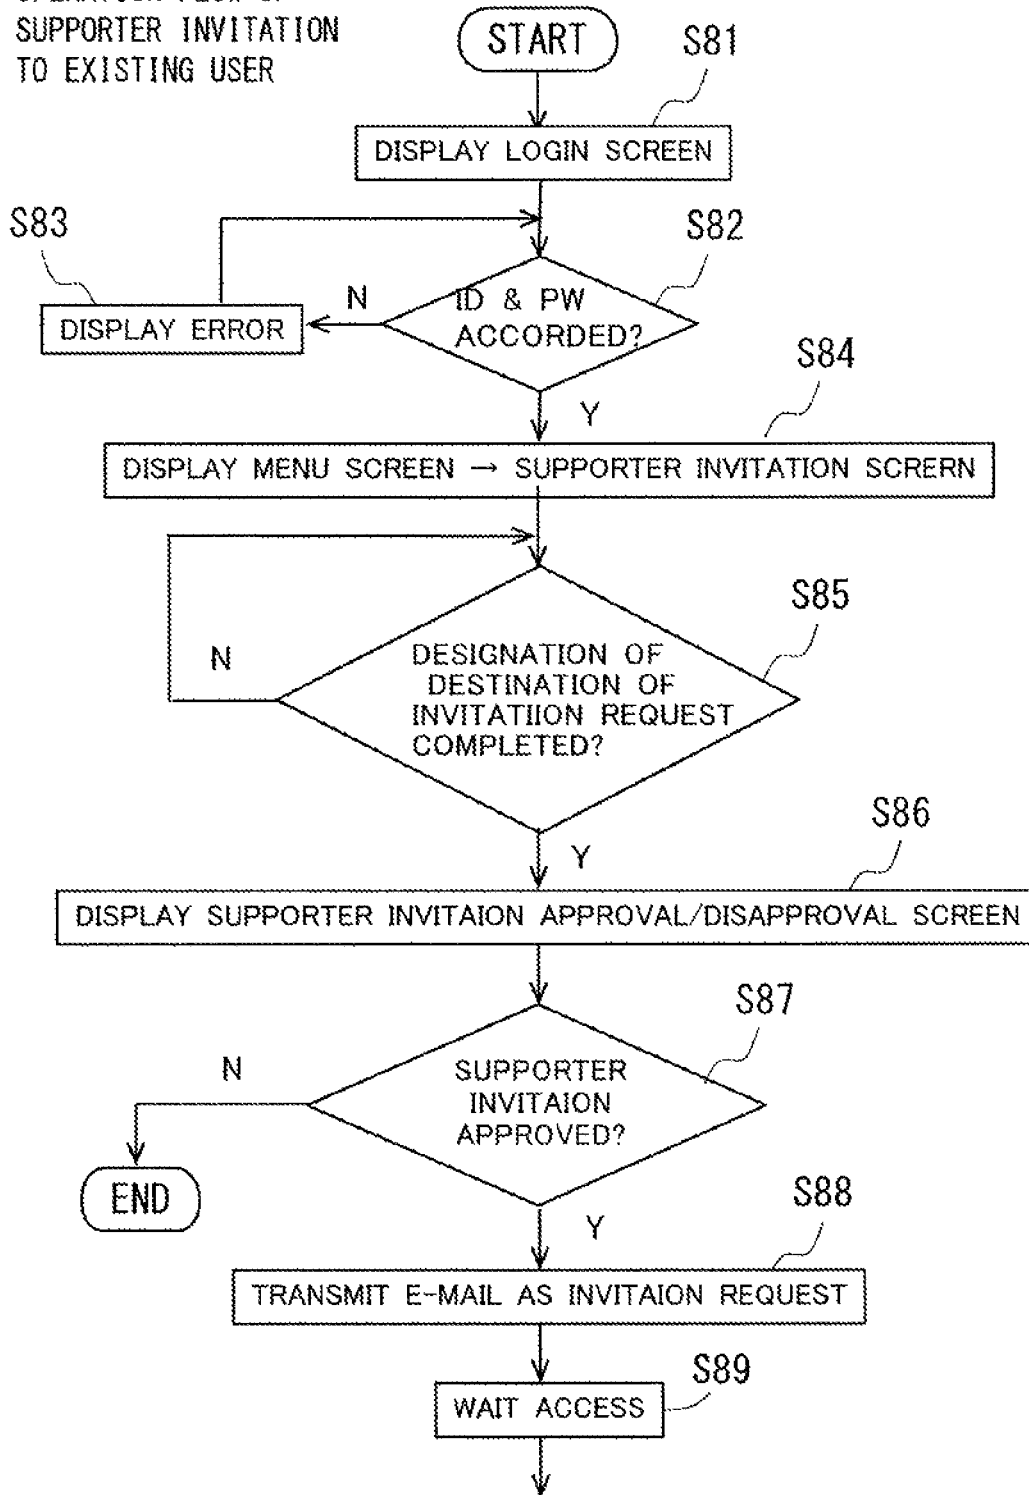 SUPPORTER INVITATION
TO EXISTING USER
START
S81
DISPLAY LOGIN SCREEN
S83
S82
N
ID & PW
ACCORDED?
DISPLAY ERROR
S84
Y
DISPLAY MENU SCREEN → SUPPORTER INVITATION SCRERN
S85
N
DESIGNATION OF
DESTINATION OF
INVITATIION REQUEST
COMPLETED?
S86
Y
DISPLAY SUPPORTER INVITAION APPROVAL/DISAPPROVAL SCREEN
S87
N
SUPPORTER
INVITAION
APPROVED?
END
S88
Y
TRANSMIT E-MAIL AS INVITAION REQUEST
S89
WAIT ACCESS